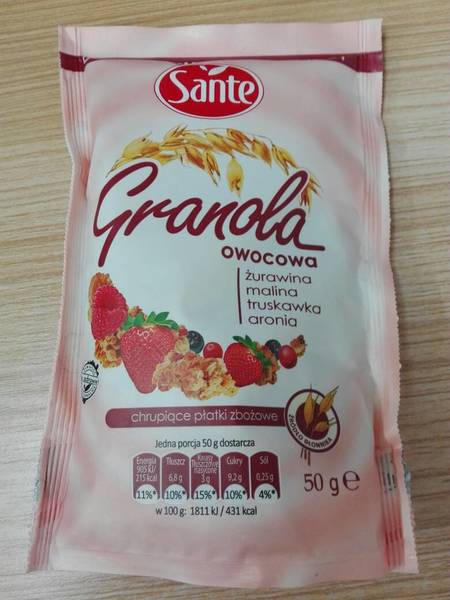 Sante
Granola
owocowa
żurawina
malina
truskawka
aronia
chrupiące płatki zbożowe
ŹRÓDŁO BŁONNIKA
Jedna porcja 50 g dostarcza
Energia
905 kJ/
215 kcal
11%*
Tłuszcz
6,8 g
10%*
Kwasy
Tłuszczowe
nasycone
3 g
15%*
Cukry
9,2 g
10%*
Sól
0,25 g
4%*
50 g e
w 100 g: 1811 kJ / 431 kcal